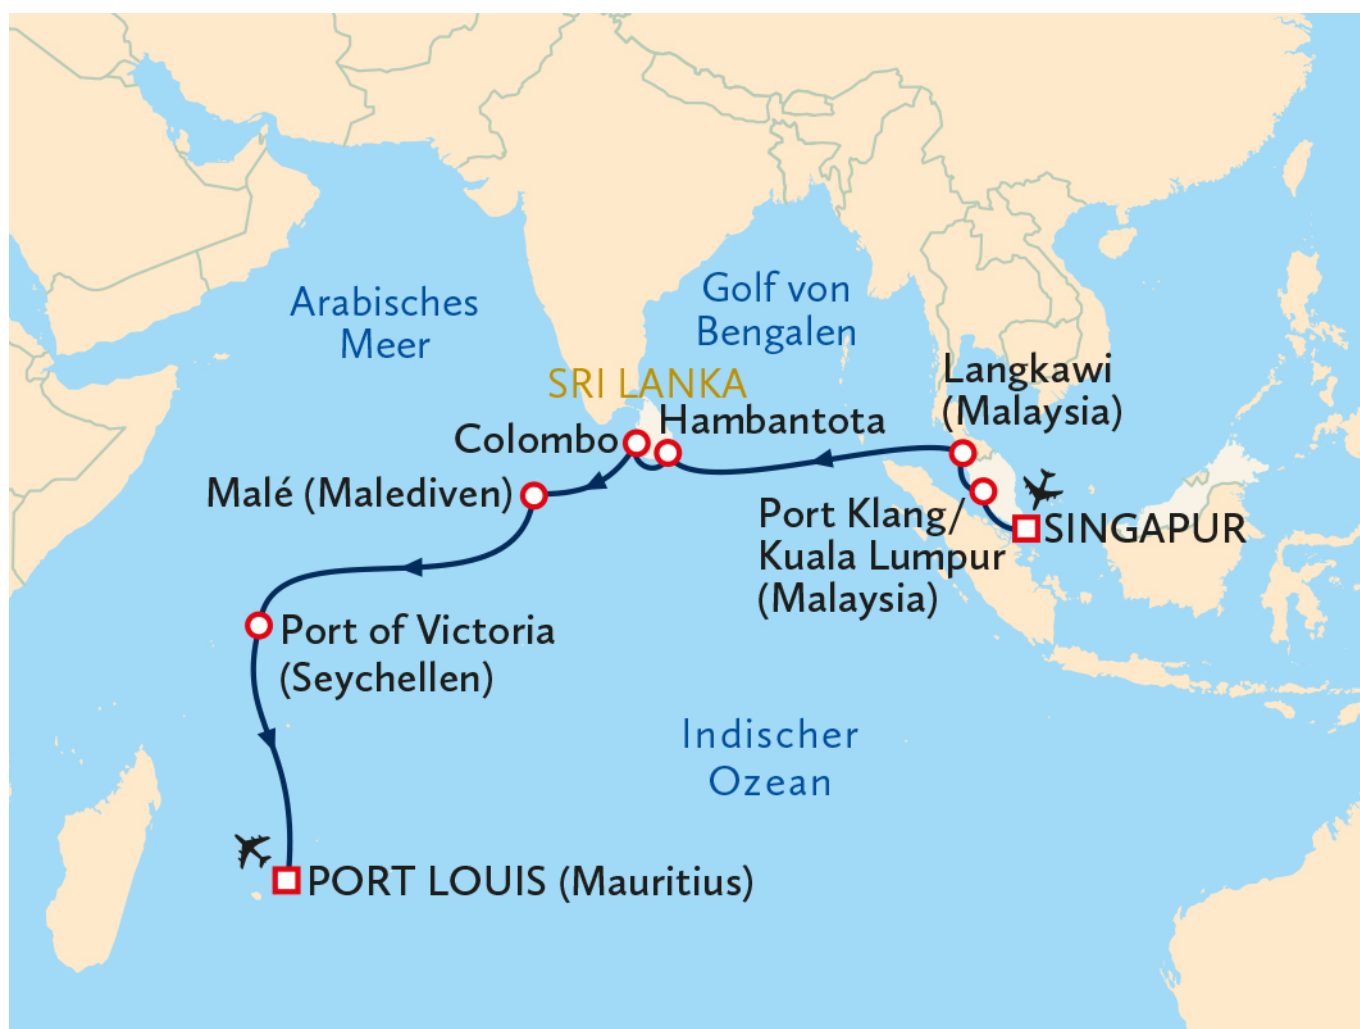 Arabisches
Meer
Golf von
Bengalen
SRI LANKA
Langkawi
(Malaysia)
Hambantota
Colombo
Malé (Malediven)
Port Klang/
Kuala Lumpur
(Malaysia)
SINGAPUR
Port of Victoria
(Seychellen)
Indischer
Ozean
PORT LOUIS (Mauritius)